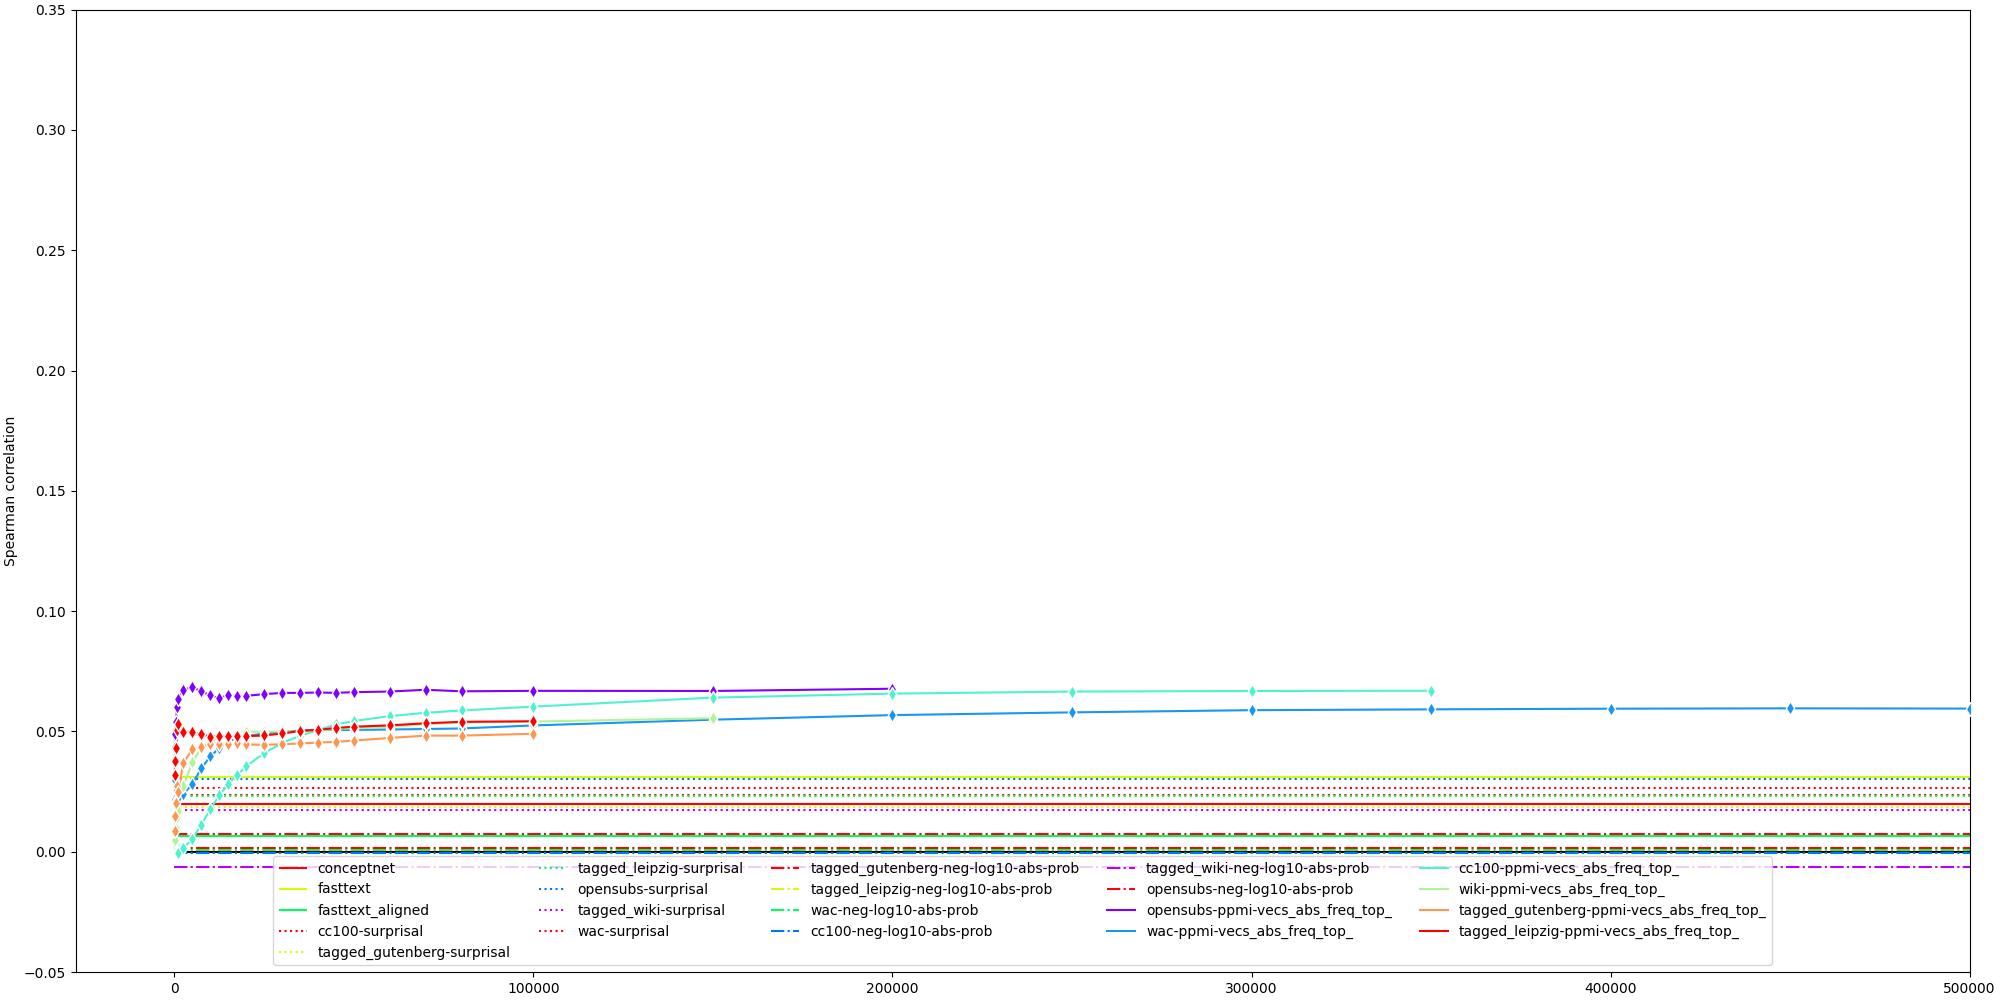 0.35
0.30
0.25
0.20
0.15
0.10
0.05
0.00
−0.05
Spearman correlation
conceptnet
fasttext
fasttext_aligned
cc100-surprisal
tagged_gutenberg-surprisal
tagged_leipzig-surprisal
opensubs-surprisal
tagged_wiki-surprisal
wac-surprisal
tagged_gutenberg-neg-log10-abs-prob
tagged_leipzig-neg-log10-abs-prob
wac-neg-log10-abs-prob
cc100-neg-log10-abs-prob
tagged_wiki-neg-log10-abs-prob
opensubs-neg-log10-abs-prob
opensubs-ppmi-vecs_abs_freq_top_
wac-ppmi-vecs_abs_freq_top_
cc100-ppmi-vecs_abs_freq_top_
wiki-ppmi-vecs_abs_freq_top_
tagged_gutenberg-ppmi-vecs_abs_freq_top_
tagged_leipzig-ppmi-vecs_abs_freq_top_
0 100000 200000 300000 400000 500000